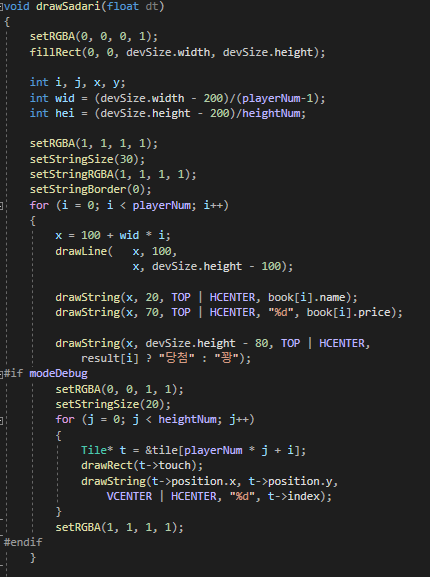 void drawSadari(float dt)
{
    setRGBA(0, 0, 0, 1);
    fillRect(0, 0, devSize.width, devSize.height);

    int i, j, x, y;
    int wid = (devSize.width - 200)/(playerNum-1);
    int hei = (devSize.height - 200)/heightNum;

    setRGBA(1, 1, 1, 1);
    setStringSize(30);
    setStringRGBA(1, 1, 1, 1);
    setStringBorder(0);
    for (i = 0; i < playerNum; i++)
    {
        x = 100 + wid * i;
        drawLine(   x, 100,
                    x, devSize.height - 100);

        drawString(x, 20, TOP | HCENTER, book[i].name);
        drawString(x, 70, TOP | HCENTER, "%d", book[i].price);

        drawString(x, devSize.height - 80, TOP | HCENTER,
            result[i] ? "당첨" : "꽝");
#if modeDebug
        setRGBA(0, 0, 1, 1);
        setStringSize(20);
        for (j = 0; j < heightNum; j++)
        {
            Tile* t = &tile[playerNum * j + i];
            drawRect(t->touch);
            drawString(t->position.x, t->position.y,
                VCENTER | HCENTER, "%d", t->index);
        }
        setRGBA(1, 1, 1, 1);
#endif
    }